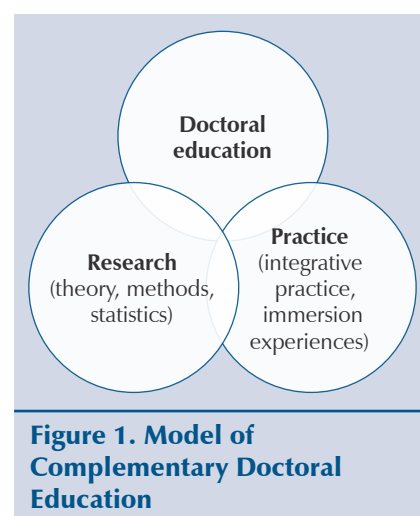 Doctoral
education
Research
(theory, methods,
statistics)
Practice
(integrative
practice,
immersion
experiences)
Figure 1. Model of
Complementary Doctoral
Education